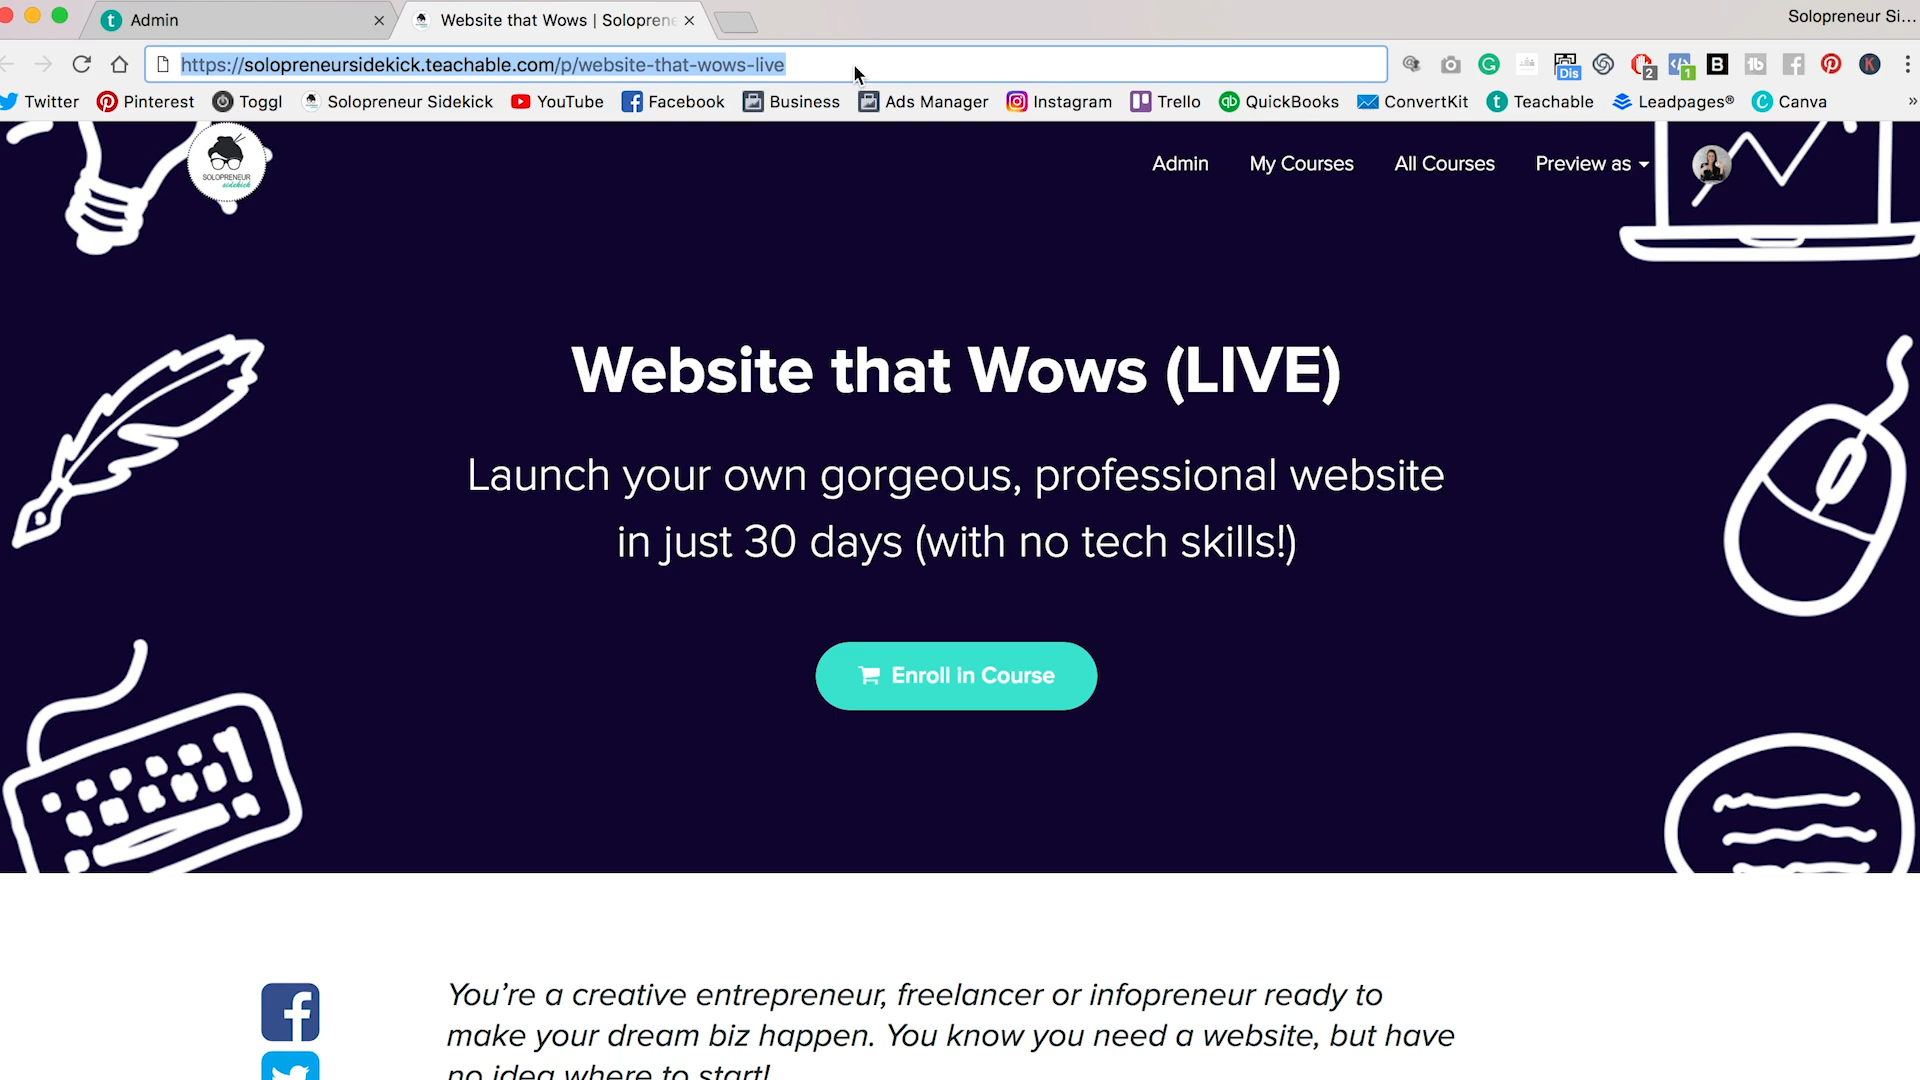 Admin
Website that Wows | Solopren
Solopreneur Si...
https://solopreneursidekick.teachable.com/p/website-that-wows-live
Dis
2
1
B
K
Twitter
Pinterest
Toggl
Solopreneur Sidekick
YouTube
Facebook
Business
Ads Manager
Instagram
Trello
QuickBooks
ConvertKit
Teachable
Leadpages®
Canva
»
SOLOPRENEUR
sidekick
Admin
My Courses
All Courses
Preview as
Website that Wows (LIVE)
Launch your own gorgeous, professional website
in just 30 days (with no tech skills!)
Enroll in Course
You’re a creative entrepreneur, freelancer or infopreneur ready to
make your dream biz happen. You know you need a website, but have
no idea where to start!